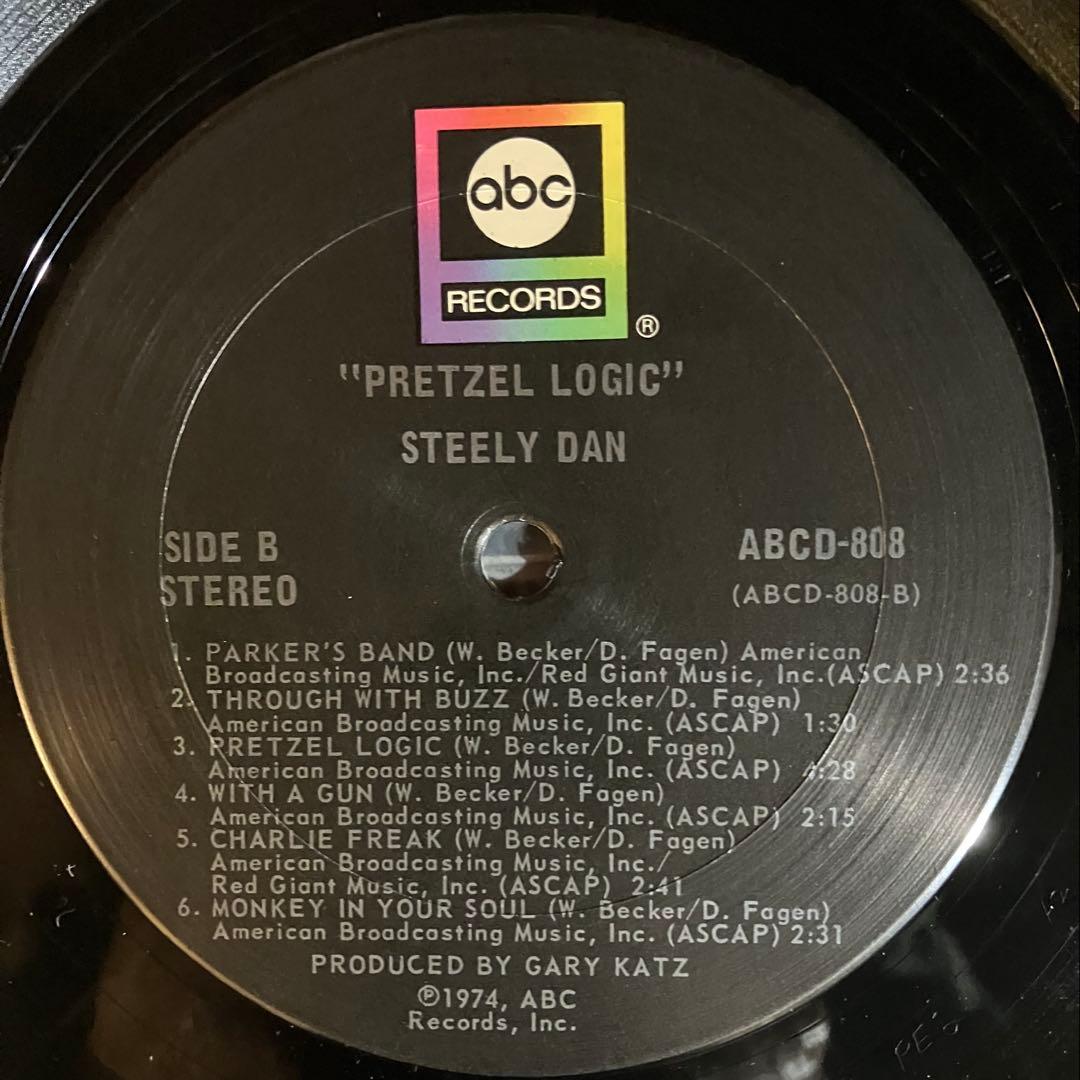 abc
RECORDS
®
"PRETZEL LOGIC"
STEELY DAN
SIDE B
STEREO
ABCD-808
(ABCD-808-B)
1. PARKER'S BAND (W. Becker/D. Fagen) American
Broadcasting Music, Inc./Red Giant Music, Inc.(ASCAP) 2:36
2. THROUGH WITH BUZZ (W. Becker/D. Fagen)
American Broadcasting Music, Inc. (ASCAP) 1:30
3. PRETZEL LOGIC (W. Becker/D. Fagen)
American Broadcasting Music, Inc. (ASCAP) 4:28
4. WITH A GUN (W. Becker/D. Fagen)
American Broadcasting Music, Inc. (ASCAP) 2:15
5. CHARLIE FREAK (W. Becker/D. Fagen)
American Broadcasting Music, Inc./
Red Giant Music, Inc. (ASCAP) 2:41
6. MONKEY IN YOUR SOUL (W. Becker/D. Fagen)
American Broadcasting Music, Inc. (ASCAP) 2:31
PRODUCED BY GARY KATZ
℗1974, ABC
Records, Inc.